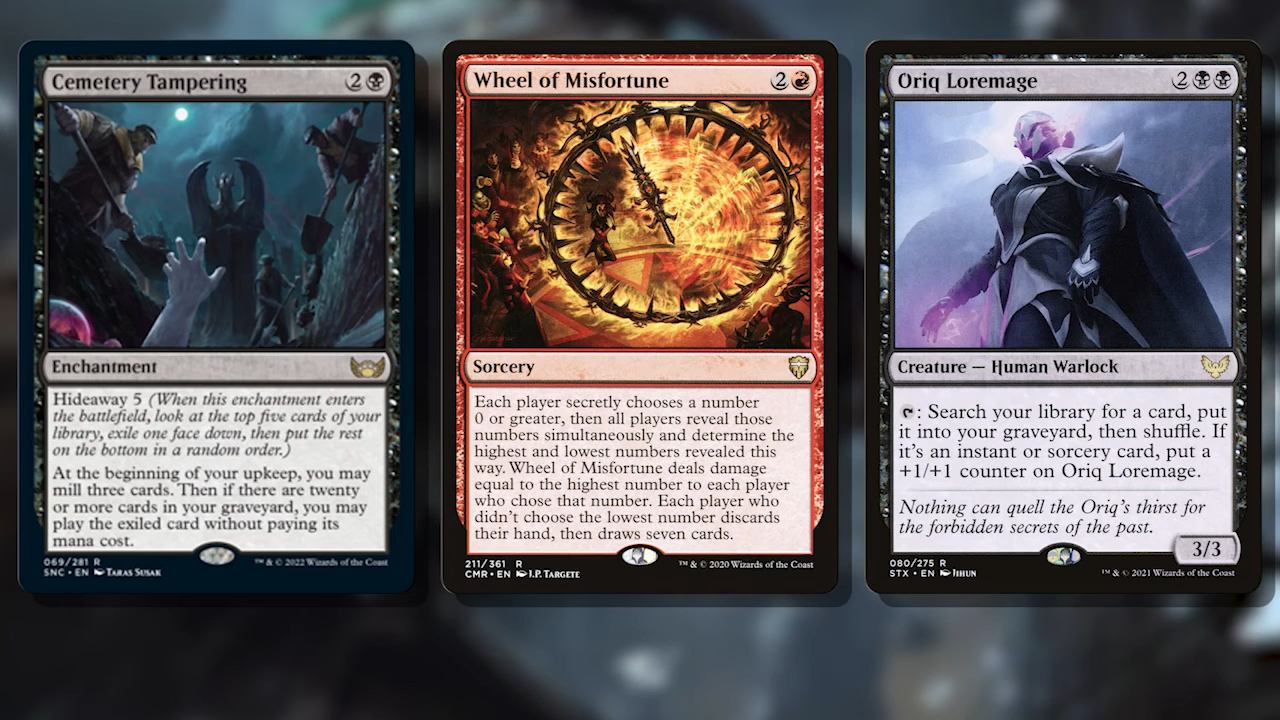 Cemetery Tampering 2
Enchantment
Hideaway 5 (When this enchantment enters
the battlefield, look at the top five cards of your
library, exile one face down, then put the rest
on the bottom in a random order.)
At the beginning of your upkeep, you may
mill three cards. Then if there are twenty
or more cards in your graveyard, you may
play the exiled card without paying its
mana cost.
069/281 R
SNC • EN Taras Susak
™ & © 2022 Wizards of the Coast
Wheel of Misfortune 2
Sorcery
Each player secretly chooses a number
0 or greater, then all players reveal those
numbers simultaneously and determine the
highest and lowest numbers revealed this
way. Wheel of Misfortune deals damage
equal to the highest number to each player
who chose that number. Each player who
didn't choose the lowest number discards
their hand, then draws seven cards.
211/361 R
CMR • EN J.P. Targete
™ & © 2020 Wizards of the Coast
Oriq Loremage 2
Creature — Human Warlock
: Search your library for a card, put
it into your graveyard, then shuffle. If
it's an instant or sorcery card, put a
+1/+1 counter on Oriq Loremage.
Nothing can quell the Oriq's thirst for
the forbidden secrets of the past.
3/3
080/275 R
STX • EN Jihun
™ & © 2021 Wizards of the Coast